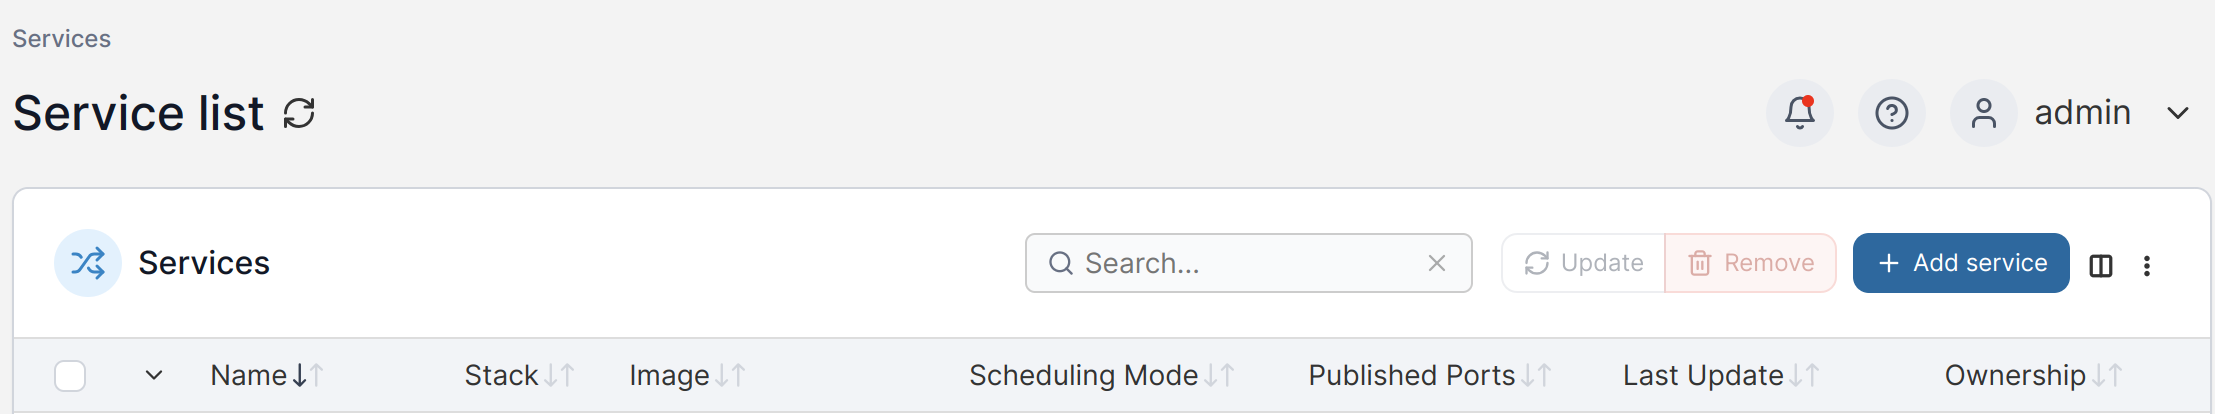 Services
Service list
admin
Services
Search...
Update
Remove
Add service
Name Stack Image Scheduling Mode Published Ports Last Update Ownership